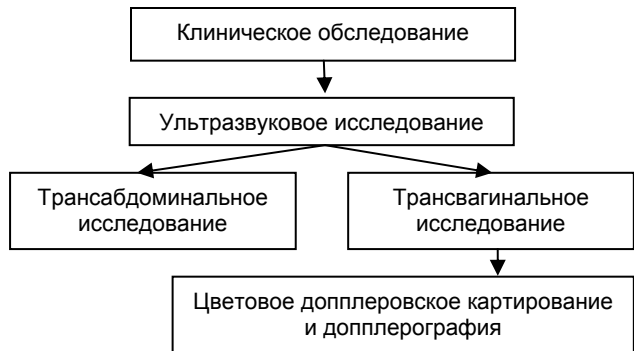 Клиническое обследование
Ультразвуковое исследование
Трансабдоминальное
исследование
Трансвагинальное
исследование
Цветовое допплеровское картирование
и допплерография